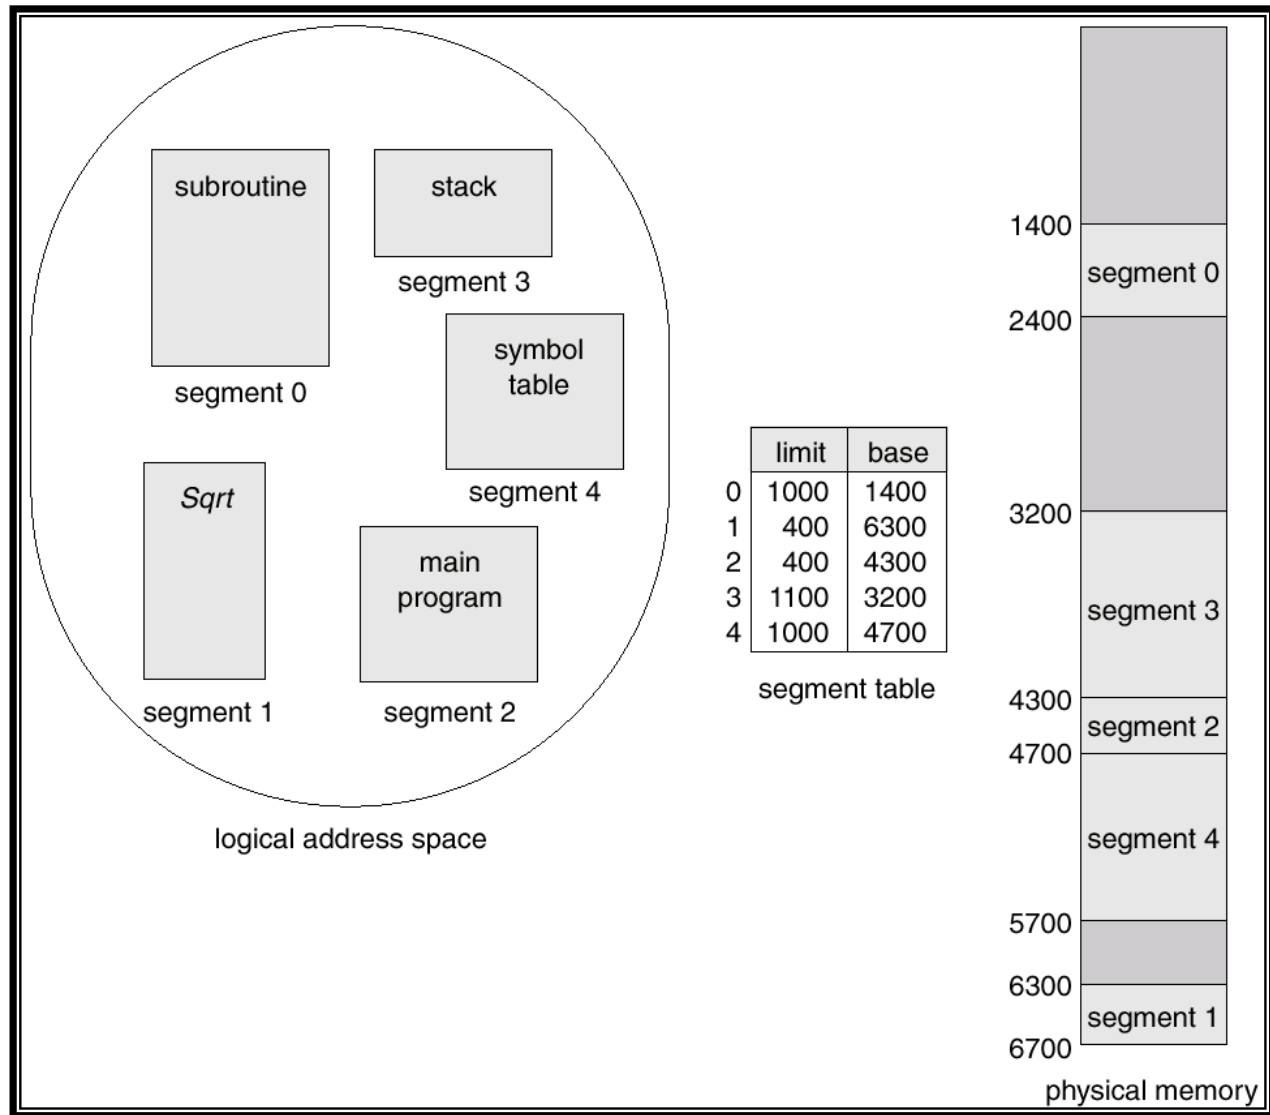 subroutine
segment 0
stack
segment 3
symbol
table
segment 4
Sqrt
segment 1
main
program
segment 2
logical address space
limit base
0 1000 1400
1 400 6300
2 400 4300
3 1100 3200
4 1000 4700
segment table
1400
segment 0
2400
3200
segment 3
4300
segment 2
4700
segment 4
5700
6300
segment 1
6700
physical memory